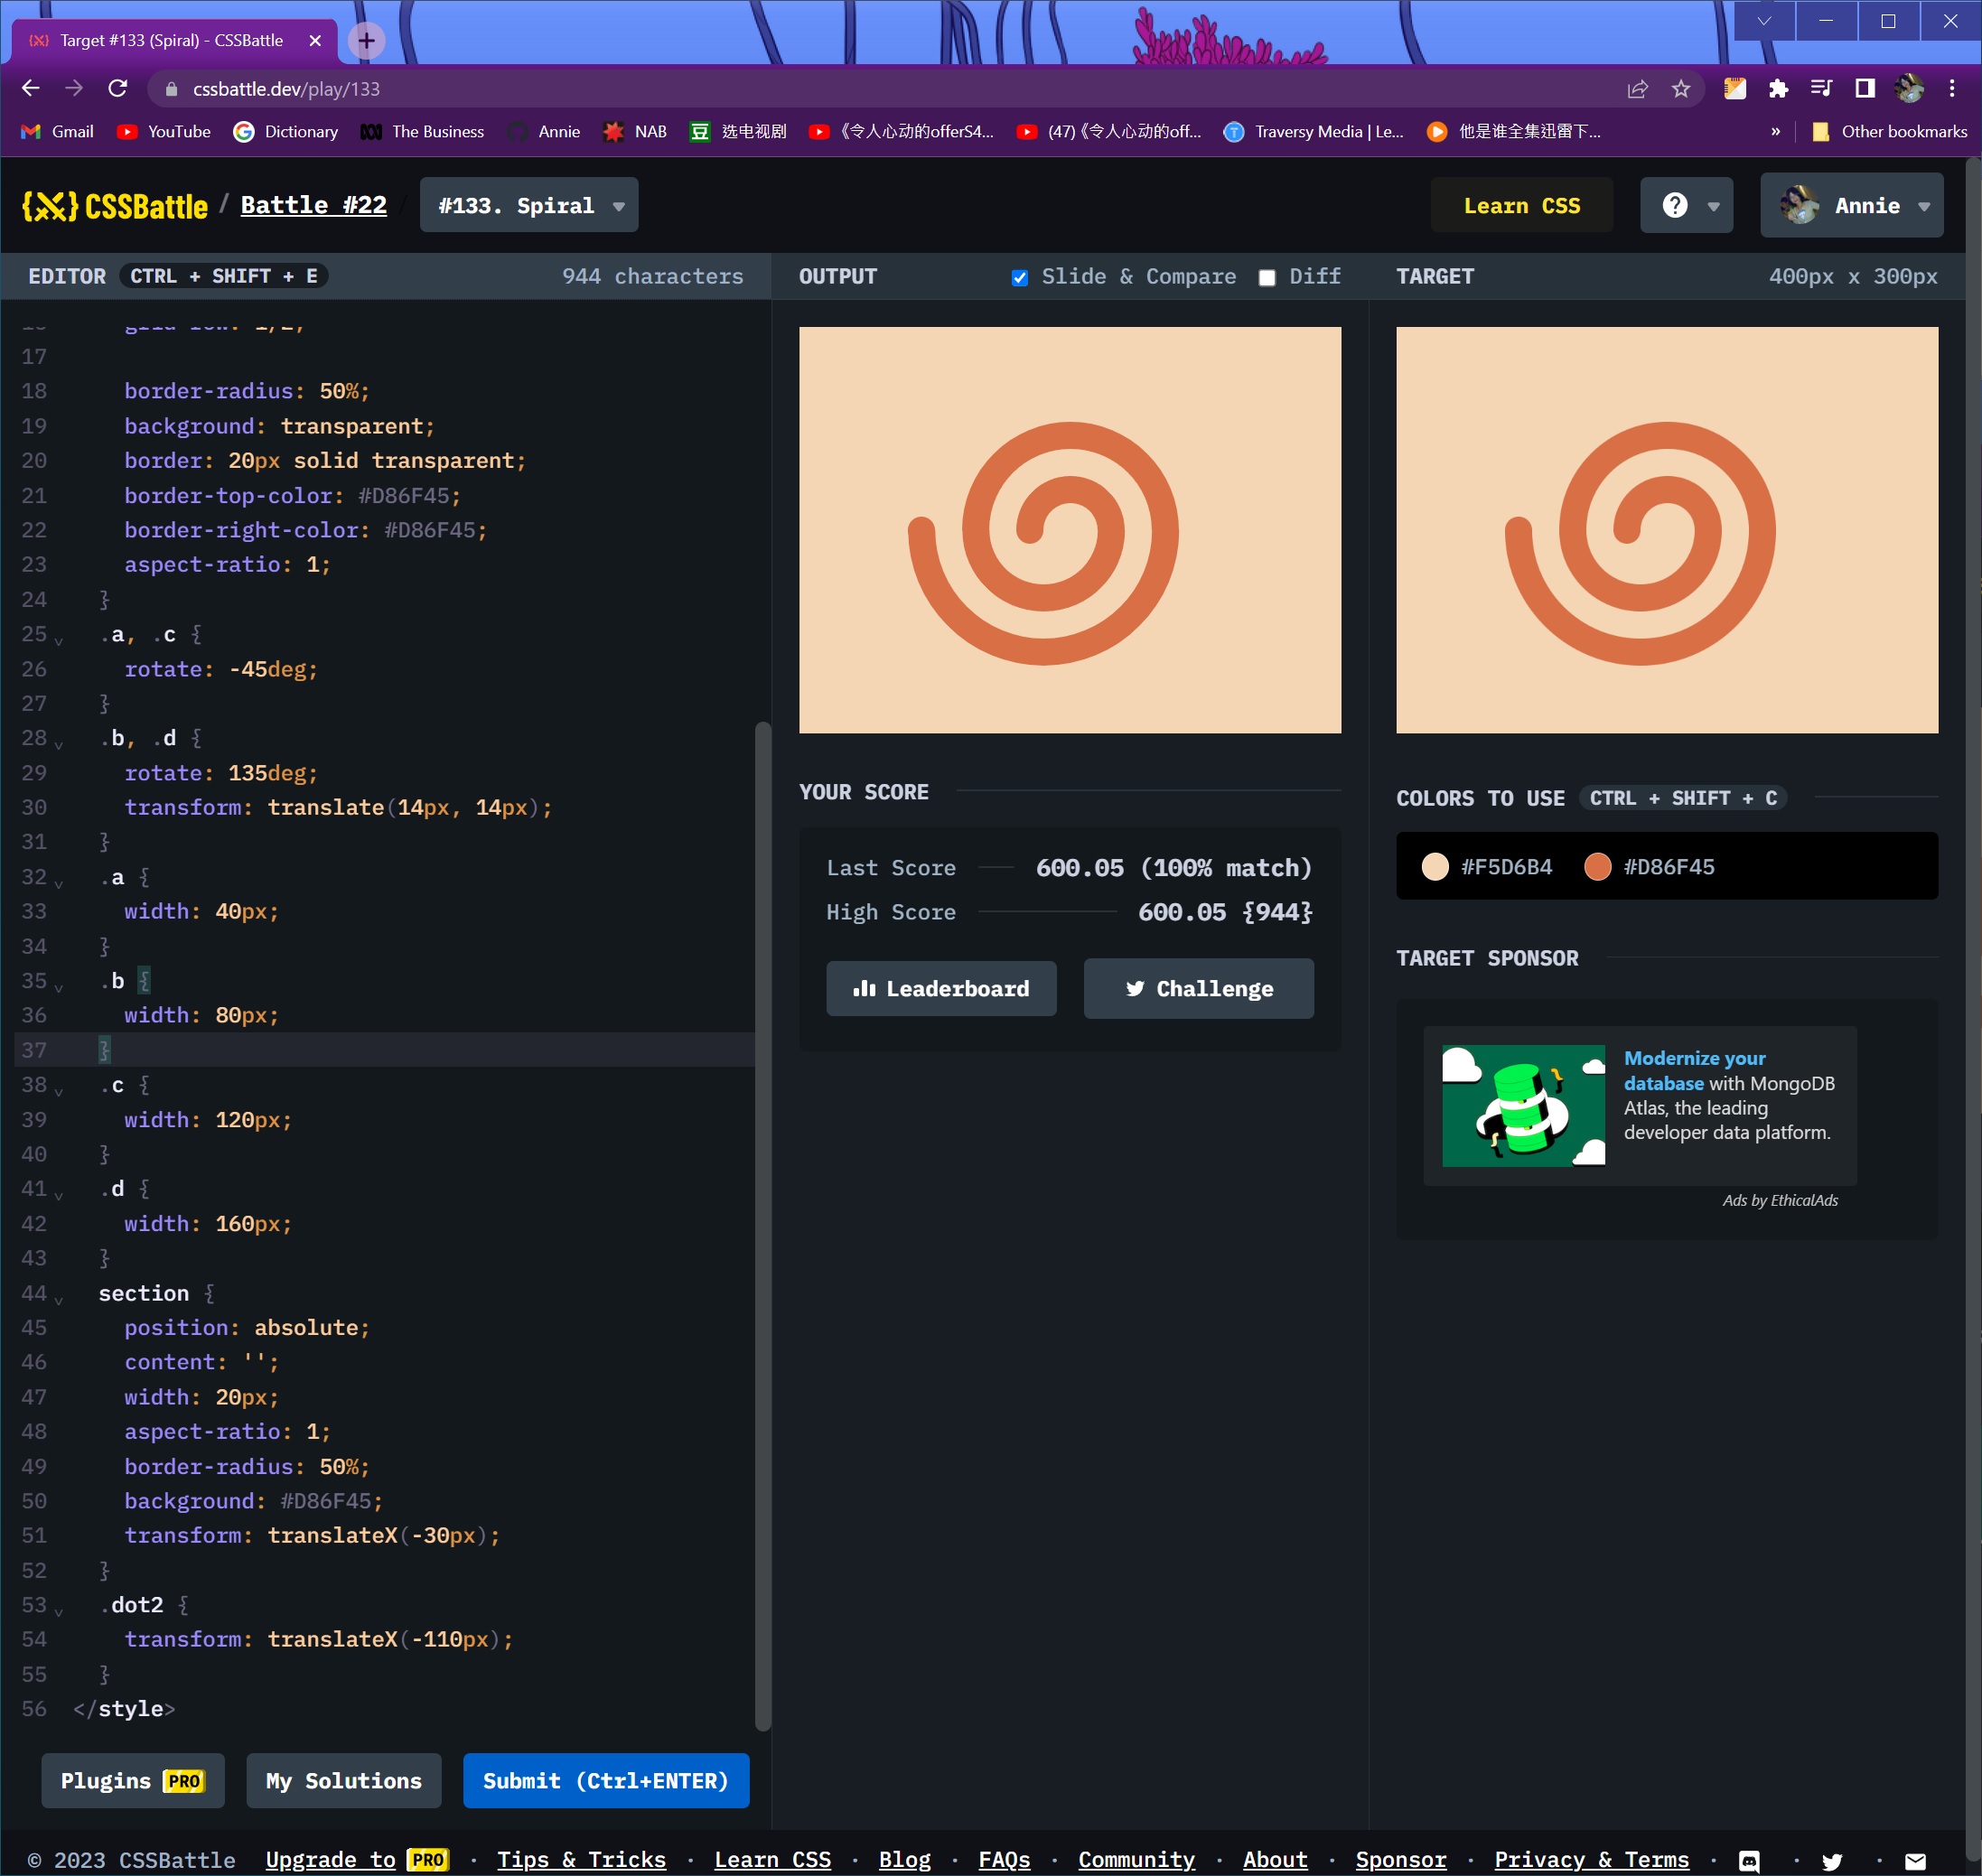 Target #133 (Spiral) - CSSBattle
cssbattle.dev/play/133
Gmail YouTube Dictionary The Business Annie NAB 选电视剧 《令人心动的offerS4... (47)《令人心动的off... Traversy Media | Le... 他是谁全集迅雷下... » Other bookmarks
{X} CSSBattle / Battle #22 / #133. Spiral Learn CSS Annie
EDITOR CTRL + SHIFT + E 944 characters
16 grid-row: 1/2;
17
18 border-radius: 50%;
19 background: transparent;
20 border: 20px solid transparent;
21 border-top-color: #D86F45;
22 border-right-color: #D86F45;
23 aspect-ratio: 1;
24 }
25 .a, .c {
26 rotate: -45deg;
27 }
28 .b, .d {
29 rotate: 135deg;
30 transform: translate(14px, 14px);
31 }
32 .a {
33 width: 40px;
34 }
35 .b {
36 width: 80px;
37 }
38 .c {
39 width: 120px;
40 }
41 .d {
42 width: 160px;
43 }
44 section {
45 position: absolute;
46 content: '';
47 width: 20px;
48 aspect-ratio: 1;
49 border-radius: 50%;
50 background: #D86F45;
51 transform: translateX(-30px);
52 }
53 .dot2 {
54 transform: translateX(-110px);
55 }
56 </style>
Plugins PRO My Solutions Submit (Ctrl+ENTER)
OUTPUT Slide & Compare Diff
YOUR SCORE
Last Score 600.05 (100% match)
High Score 600.05 {944}
Leaderboard Challenge
TARGET 400px x 300px
COLORS TO USE CTRL + SHIFT + C
#F5D6B4 #D86F45
TARGET SPONSOR
Modernize your
database with MongoDB
Atlas, the leading
developer data platform.
Ads by EthicalAds
© 2023 CSSBattle Upgrade to PRO · Tips & Tricks · Learn CSS · Blog · FAQs · Community · About · Sponsor · Privacy & Terms · · ·